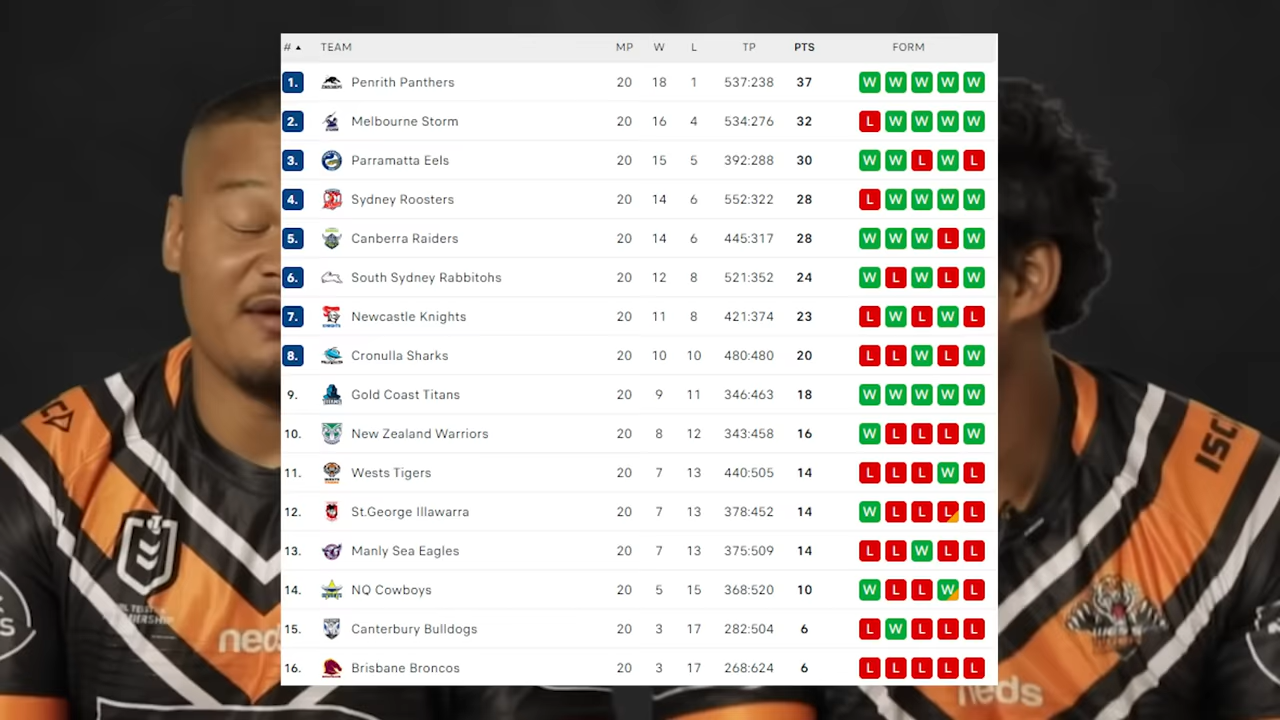 # ▲ TEAM MP W L TP PTS FORM
1. Penrith Panthers 20 18 1 537:238 37 W W W W W
2. Melbourne Storm 20 16 4 534:276 32 L W W W W
3. Parramatta Eels 20 15 5 392:288 30 W W L W L
4. Sydney Roosters 20 14 6 552:322 28 L W W W W
5. Canberra Raiders 20 14 6 445:317 28 W W W L W
6. South Sydney Rabbitohs 20 12 8 521:352 24 W L W L W
7. Newcastle Knights 20 11 8 421:374 23 L W L W L
8. Cronulla Sharks 20 10 10 480:480 20 L L W L W
9. Gold Coast Titans 20 9 11 346:463 18 W W W W W
10. New Zealand Warriors 20 8 12 343:458 16 W L L L W
11. Wests Tigers 20 7 13 440:505 14 L L L W L
12. St.George Illawarra 20 7 13 378:452 14 W L L L L
13. Manly Sea Eagles 20 7 13 375:509 14 L L W L L
14. NQ Cowboys 20 5 15 368:520 10 W L L W L
15. Canterbury Bulldogs 20 3 17 282:504 6 L W L L L
16. Brisbane Broncos 20 3 17 268:624 6 L L L L L
ISC
neds
neds